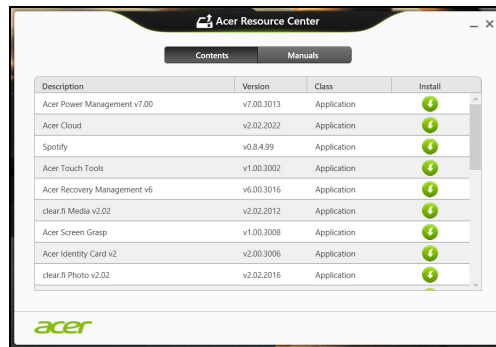 Acer Resource Center
Contents Manuals
Description Version Class Install
Acer Power Management v7.00 v7.00.3013 Application
Acer Cloud v2.02.2022 Application
Spotify v0.8.4.99 Application
Acer Touch Tools v1.00.3002 Application
Acer Recovery Management v6 v6.00.3016 Application
clear.fi Media v2.02 v2.02.2012 Application
Acer Screen Grasp v1.00.3008 Application
Acer Identity Card v2 v2.00.3006 Application
clear.fi Photo v2.02 v2.02.2016 Application
acer